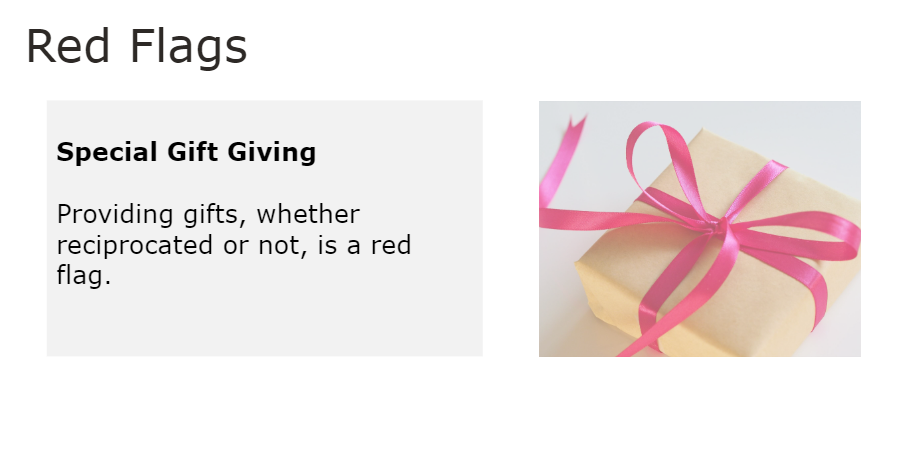 Red Flags
Special Gift Giving
Providing gifts, whether
reciprocated or not, is a red
flag.